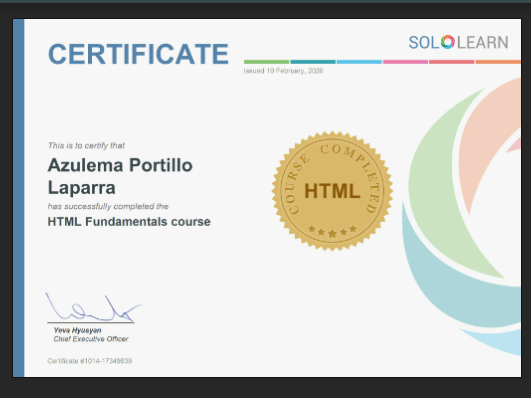 CERTIFICATE
SOLOLEARN
Issued 10 February, 2020
This is to certify that
Azulema Portillo
Laparra
has successfully completed the
HTML Fundamentals course
COURSE COMPLETED
HTML
Yeva Hyusyan
Chief Executive Officer
Certificate #1014-17349939